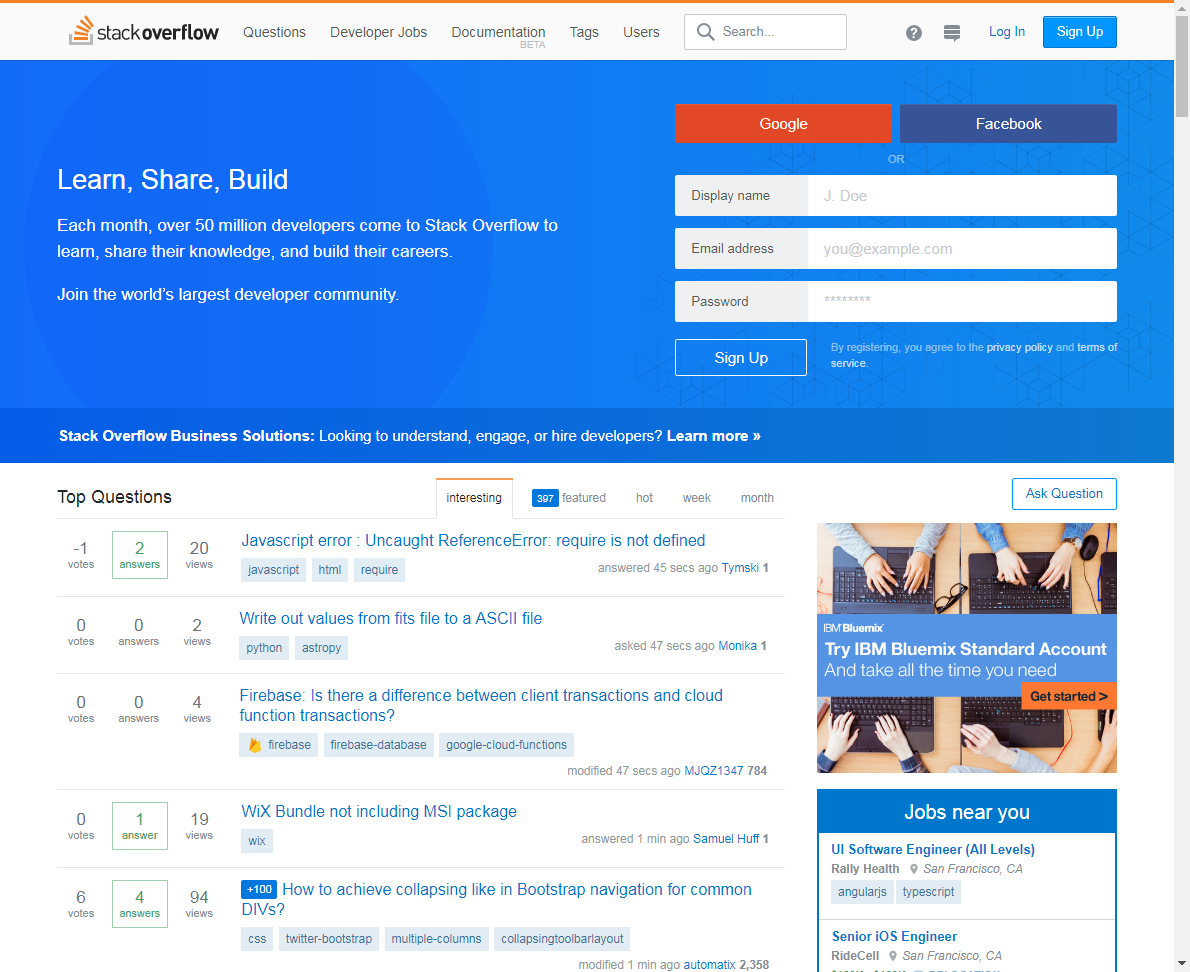 stackoverflow Questions Developer Jobs Documentation Tags Users Search... Log In Sign Up
BETA
Google Facebook
OR
Learn, Share, Build
Each month, over 50 million developers come to Stack Overflow to
learn, share their knowledge, and build their careers.
Join the world's largest developer community.
Display name J. Doe
Email address you@example.com
Password ********
Sign Up By registering, you agree to the privacy policy and terms of
service.
Stack Overflow Business Solutions: Looking to understand, engage, or hire developers? Learn more »
Top Questions interesting 397 featured hot week month
-1 votes 2 answers 20 views
Javascript error : Uncaught ReferenceError: require is not defined
javascript html require
answered 45 secs ago Tymski 1
0 votes 0 answers 2 views
Write out values from fits file to a ASCII file
python astropy
asked 47 secs ago Monika 1
0 votes 0 answers 4 views
Firebase: Is there a difference between client transactions and cloud
function transactions?
firebase firebase-database google-cloud-functions
modified 47 secs ago MJQZ1347 784
0 votes 1 answer 19 views
WiX Bundle not including MSI package
wix
answered 1 min ago Samuel Huff 1
6 votes 4 answers 94 views
+100 How to achieve collapsing like in Bootstrap navigation for common
DIVs?
css twitter-bootstrap multiple-columns collapsingtoolbarlayout
modified 1 min ago automatix 2,358
Ask Question
IBM Bluemix
Try IBM Bluemix Standard Account
And take all the time you need
Get started >
Jobs near you
UI Software Engineer (All Levels)
Rally Health San Francisco, CA
angularjs typescript
Senior iOS Engineer
RideCell San Francisco, CA